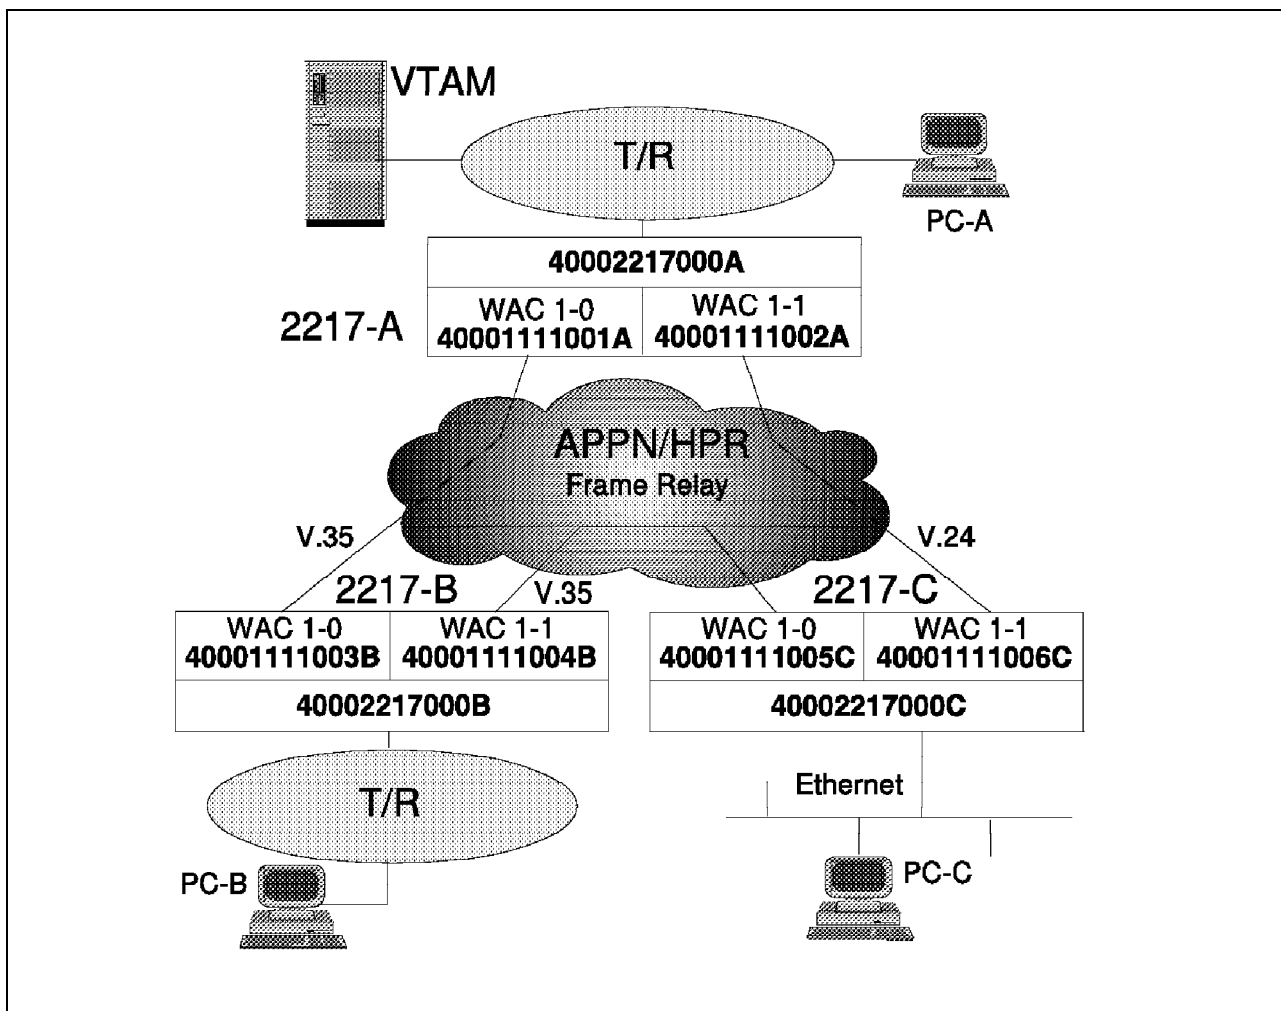 VTAM
T/R
PC-A
40002217000A
2217-A
WAC 1-0
40001111001A
WAC 1-1
40001111002A
APPN/HPR
Frame Relay
V.35
V.24
2217-B
V.35
2217-C
WAC 1-0
40001111003B
WAC 1-1
40001111004B
40002217000B
WAC 1-0
40001111005C
WAC 1-1
40001111006C
40002217000C
T/R
Ethernet
PC-B
PC-C